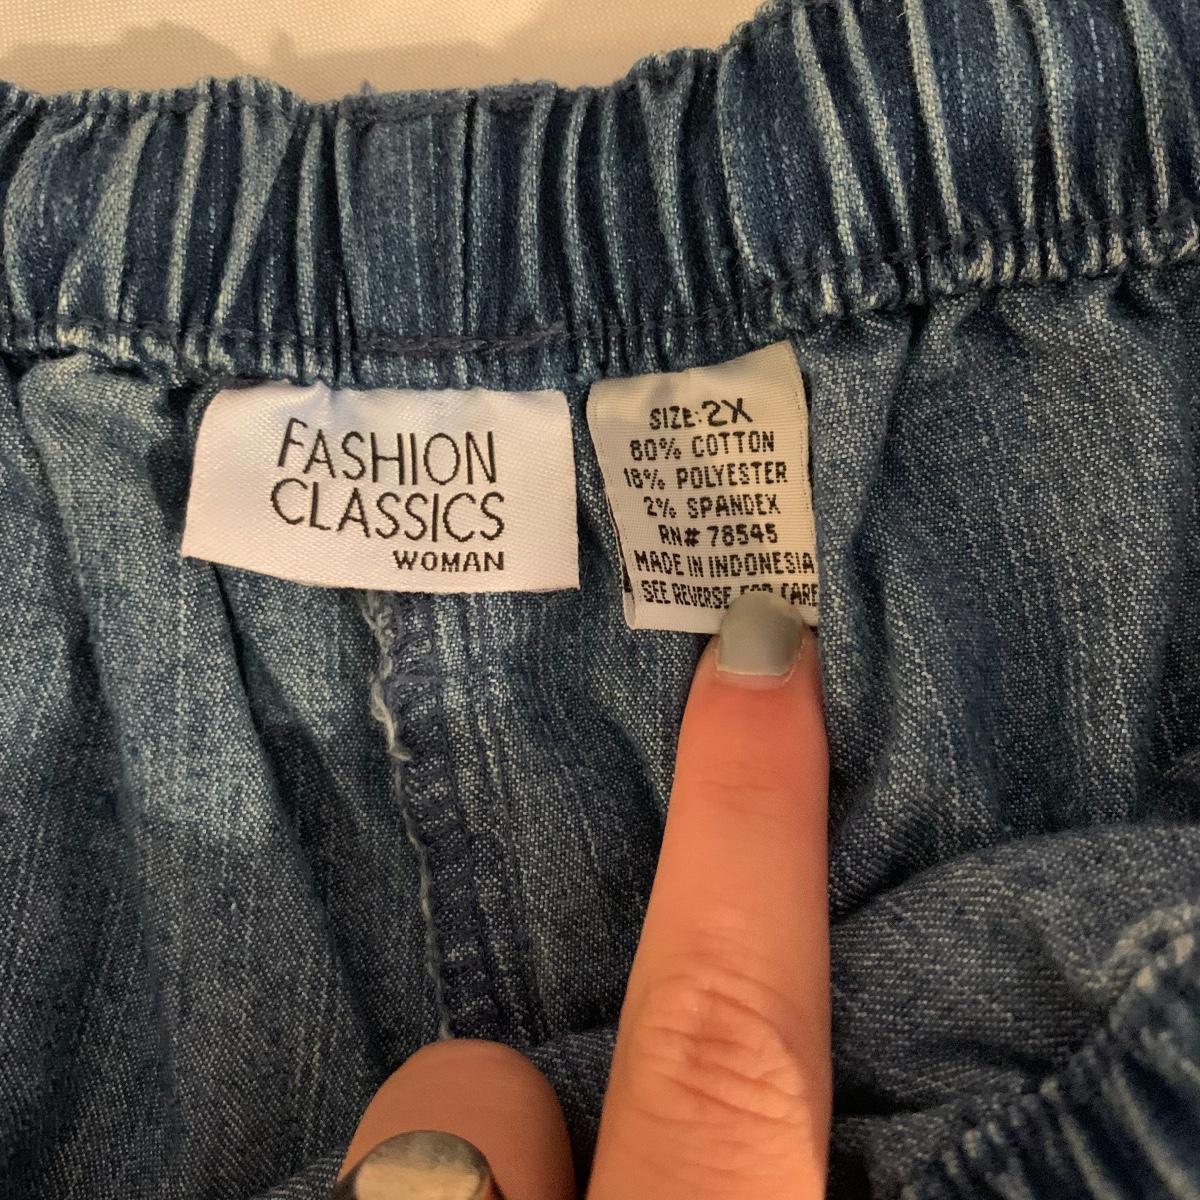 FASHION
CLASSICS
WOMAN
SIZE: 2X
80% COTTON
18% POLYESTER
2% SPANDEX
RN# 78545
MADE IN INDONESIA
SEE REVERSE FOR CARE